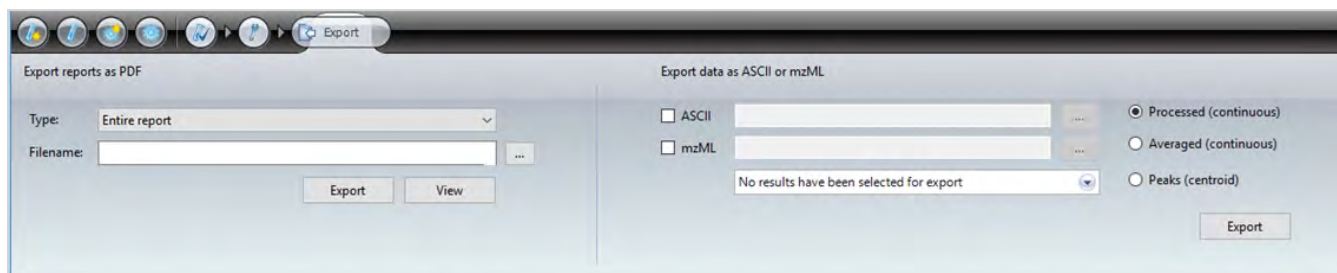 Export
Export reports as PDF
Type:
Entire report
Filename:
...
Export
View
Export data as ASCII or mzML
ASCII
...
Processed (continuous)
mzML
...
Averaged (continuous)
No results have been selected for export
Peaks (centroid)
Export